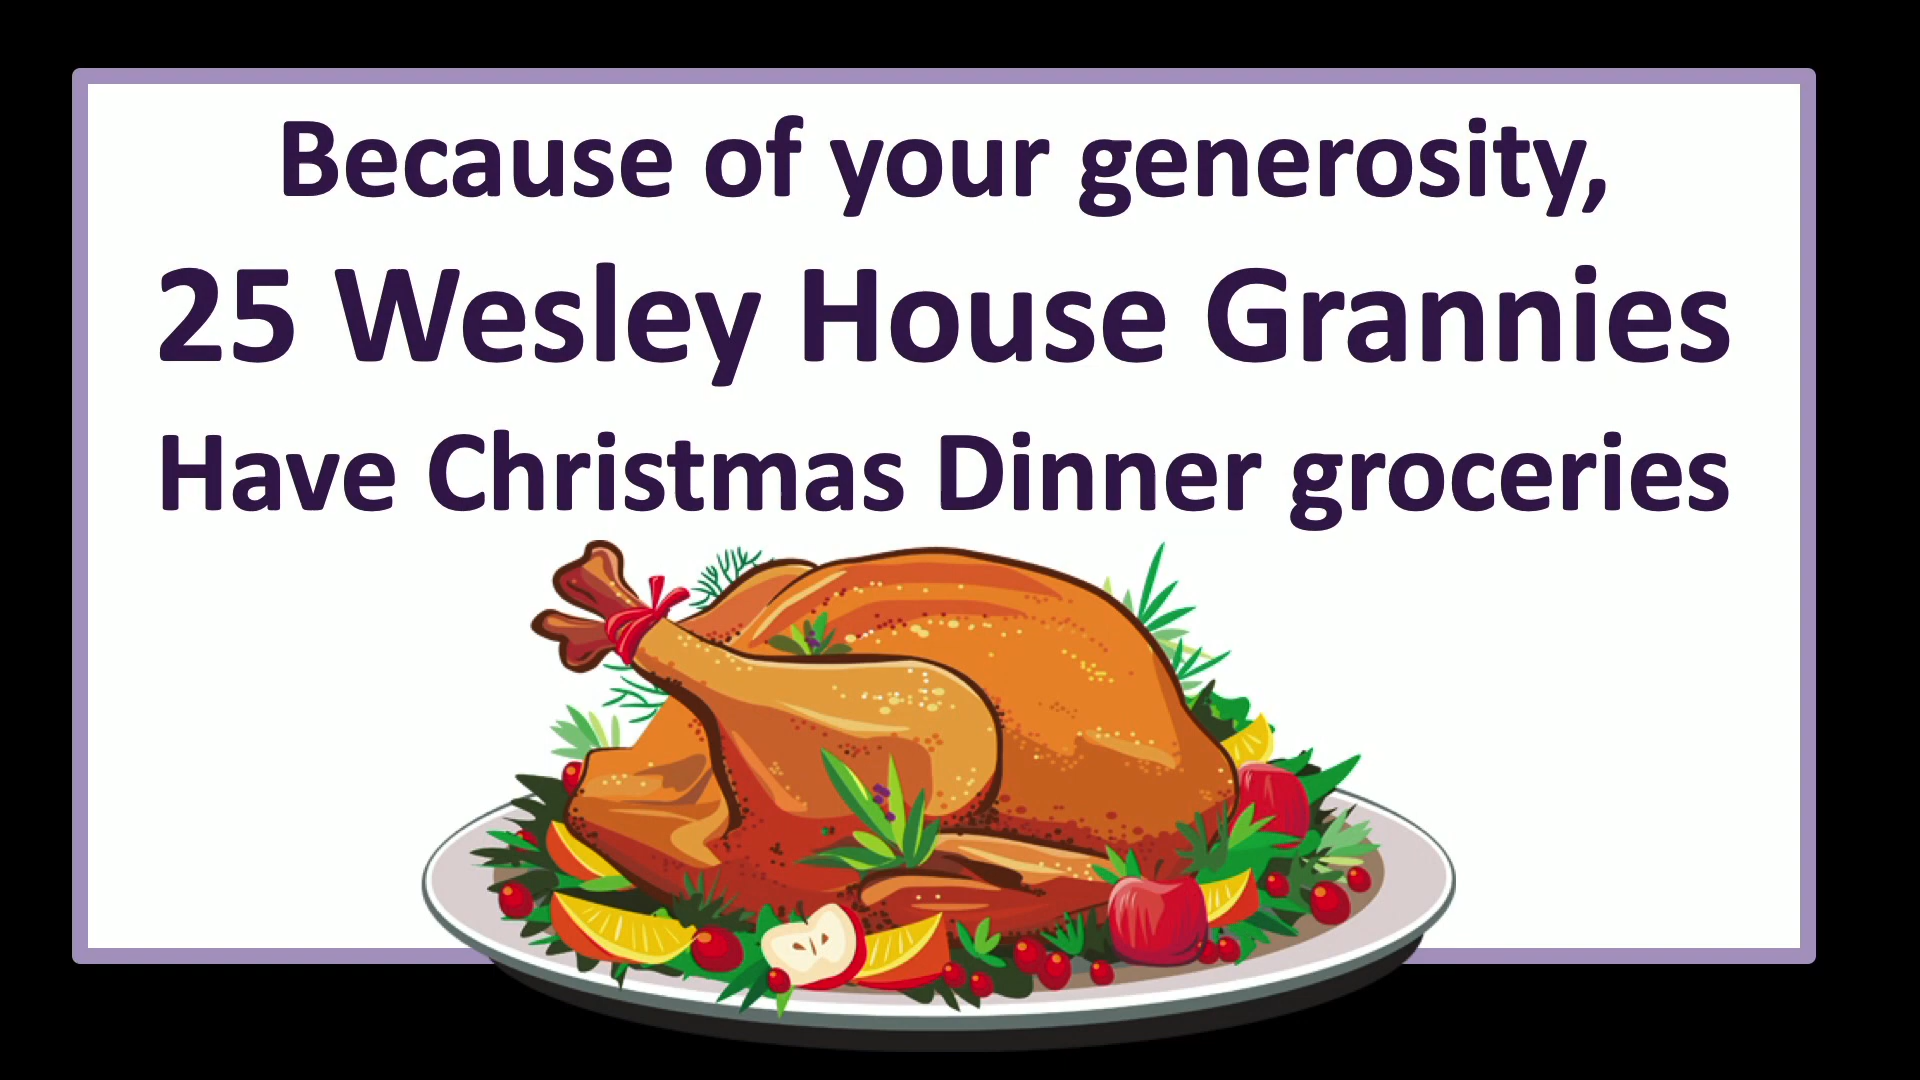 Because of your generosity,
25 Wesley House Grannies
Have Christmas Dinner groceries